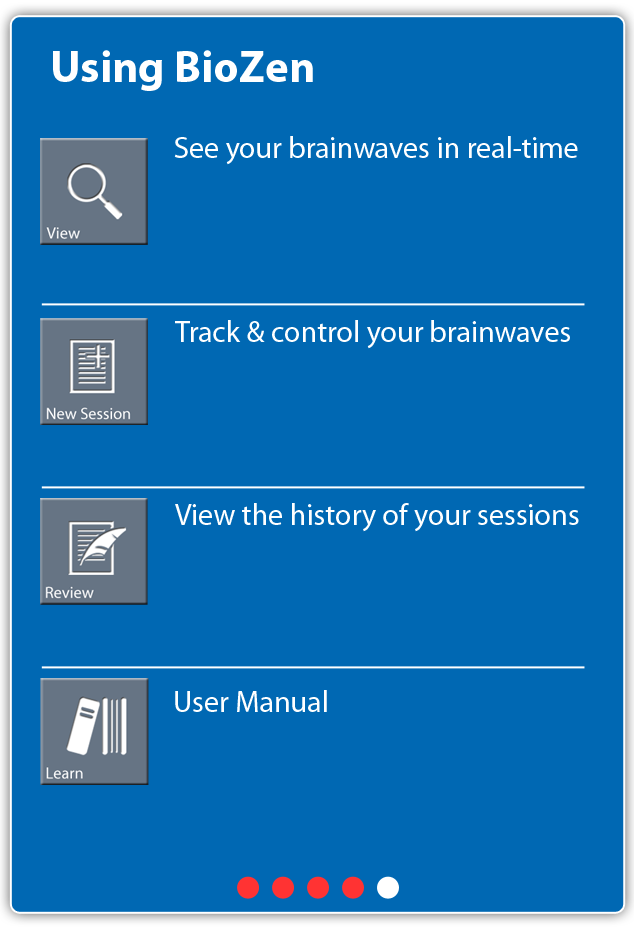 Using BioZen
See your brainwaves in real-time
View
Track & control your brainwaves
New Session
View the history of your sessions
Review
User Manual
Learn